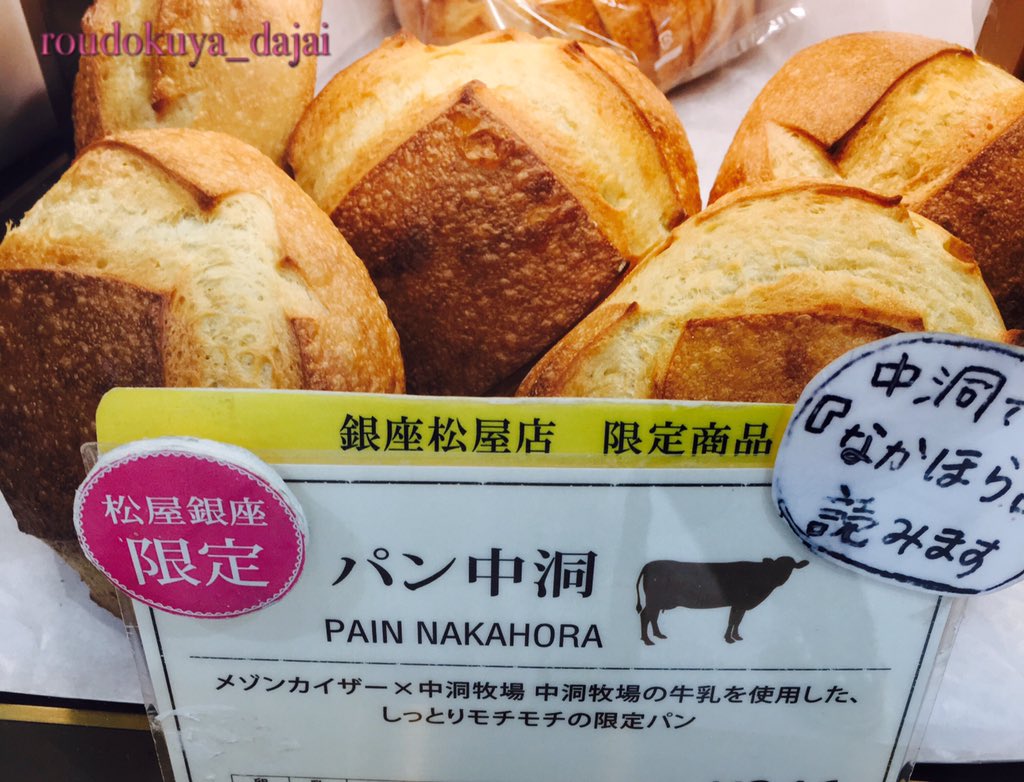 roudokuya_dajai
銀座松屋店 限定商品
松屋銀座
限定
中洞で
『なかほら』
読みます
パン中洞
PAIN NAKAHORA
メゾンカイザー×中洞牧場 中洞牧場の牛乳を使用した、
しっとりモチモチの限定パン